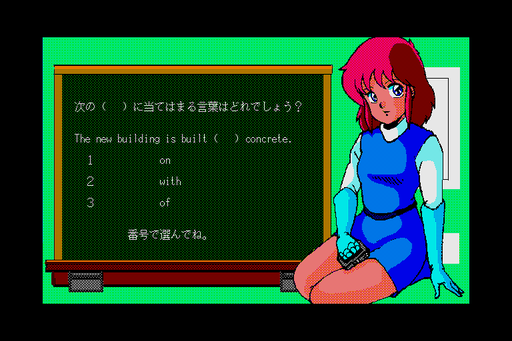 次の（　）に当てはまる言葉はどれでしょう？
The new building is built (　) concrete.
1　on
2　with
3　of
番号で選んでね。